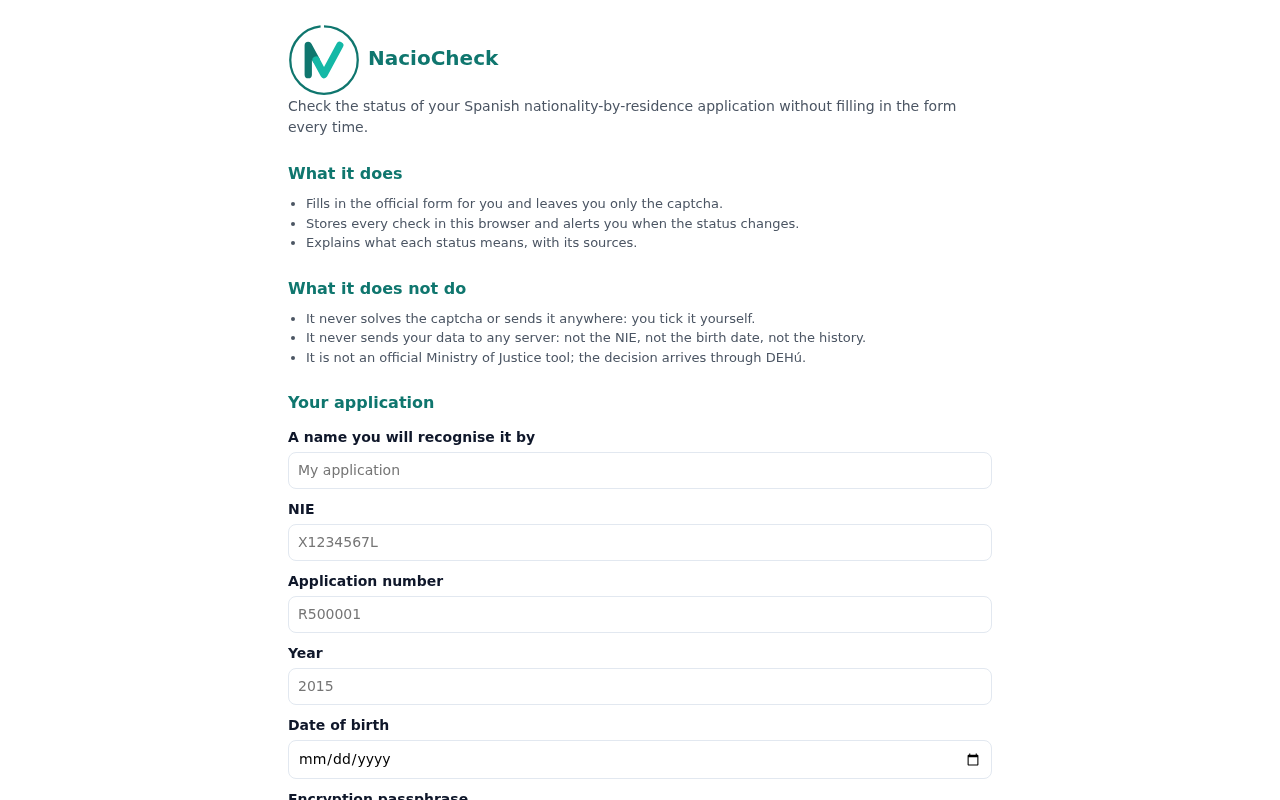 NacioCheck
Check the status of your Spanish nationality-by-residence application without filling in the form
every time.
What it does
• Fills in the official form for you and leaves you only the captcha.
• Stores every check in this browser and alerts you when the status changes.
• Explains what each status means, with its sources.
What it does not do
• It never solves the captcha or sends it anywhere: you tick it yourself.
• It never sends your data to any server: not the NIE, not the birth date, not the history.
• It is not an official Ministry of Justice tool; the decision arrives through DEHú.
Your application
A name you will recognise it by
My application
NIE
X1234567L
Application number
R500001
Year
2015
Date of birth
mm/dd/yyyy
Encryption passphrase